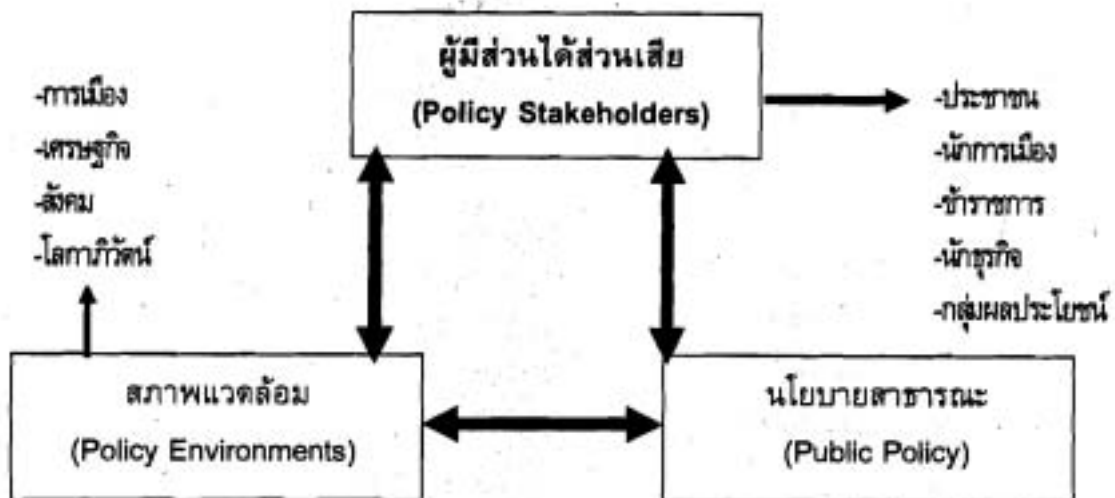 ผู้มีส่วนได้ส่วนเสีย
(Policy Stakeholders)
-การเมือง
-เศรษฐกิจ
-สังคม
-โลกาภิวัตน์
-ประชาชน
-นักการเมือง
-ข้าราชการ
-นักธุรกิจ
-กลุ่มผลประโยชน์
สภาพแวดล้อม
(Policy Environments)
นโยบายสาธารณะ
(Public Policy)